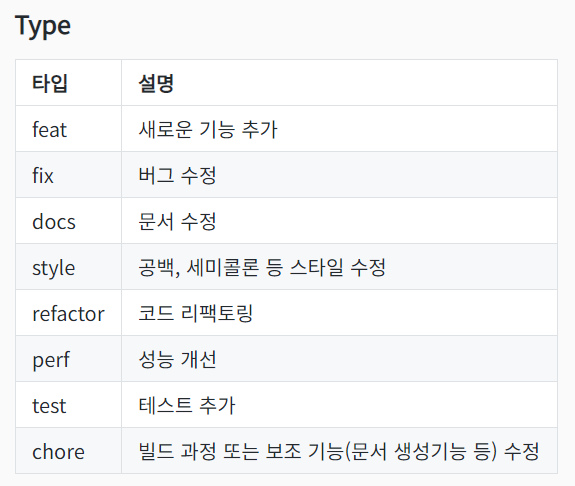 Type
타입 설명
feat 새로운 기능 추가
fix 버그 수정
docs 문서 수정
style 공백, 세미콜론 등 스타일 수정
refactor 코드 리팩토링
perf 성능 개선
test 테스트 추가
chore 빌드 과정 또는 보조 기능(문서 생성기능 등) 수정